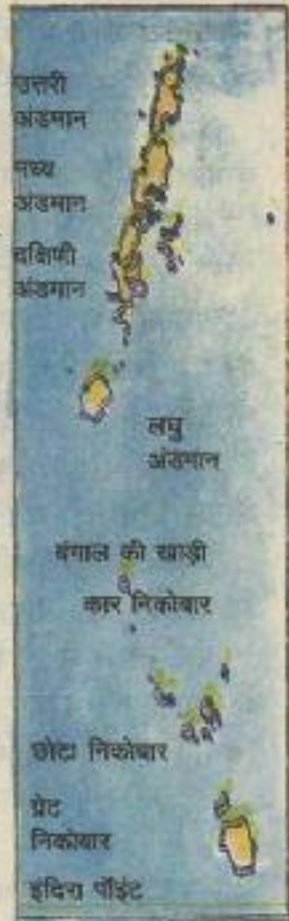 उत्तरी
अंडमान
मध्य
अंडमान
दक्षिणी
अंडमान
लघु
अंडमान
बंगाल की खाड़ी
कार निकोबार
छोटा निकोबार
ग्रेट
निकोबार
इंदिरा पॉइंट